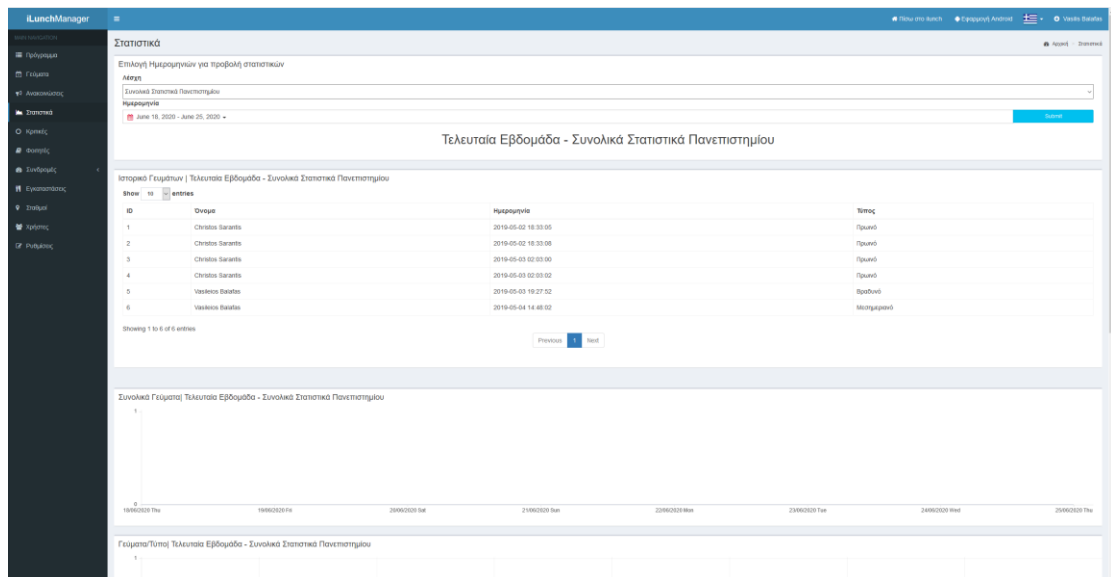 iLunchManager
Πίσω στο ilunch Εφαρμογή Android Vasilis Balafas
MAIN NAVIGATION
Πρόγραμμα
Γεύματα
Ανακοινώσεις
Στατιστικά
Κριτικές
Φοιτητές
Συνδρομές
Εγκαταστάσεις
Σταθμοί
Χρήστες
Ρυθμίσεις
Στατιστικά
Αρχική Στατιστικά
Επιλογή Ημερομηνιών για προβολή στατιστικών
Λέσχη
Συνολικά Στατιστικά Πανεπιστημίου
Ημερομηνία
June 18, 2020 - June 25, 2020
Submit
Τελευταία Εβδομάδα - Συνολικά Στατιστικά Πανεπιστημίου
Ιστορικό Γευμάτων | Τελευταία Εβδομάδα - Συνολικά Στατιστικά Πανεπιστημίου
Show 10 entries
ID Όνομα Ημερομηνία Τύπος
1 Christos Sarantis 2019-05-02 18:33:05 Πρωινό
2 Christos Sarantis 2019-05-02 18:33:08 Πρωινό
3 Christos Sarantis 2019-05-03 02:03:00 Πρωινό
4 Christos Sarantis 2019-05-03 02:03:02 Πρωινό
5 Vasileios Balafas 2019-05-03 19:27:52 Βραδυνό
6 Vasileios Balafas 2019-05-04 14:46:02 Μεσημεριανό
Showing 1 to 6 of 6 entries
Previous 1 Next
Συνολικά Γεύματα| Τελευταία Εβδομάδα - Συνολικά Στατιστικά Πανεπιστημίου
1
0
18/06/2020 Thu 19/06/2020 Fri 20/06/2020 Sat 21/06/2020 Sun 22/06/2020 Mon 23/06/2020 Tue 24/06/2020 Wed 25/06/2020 Thu
Γεύματα/Τύπο| Τελευταία Εβδομάδα - Συνολικά Στατιστικά Πανεπιστημίου
1